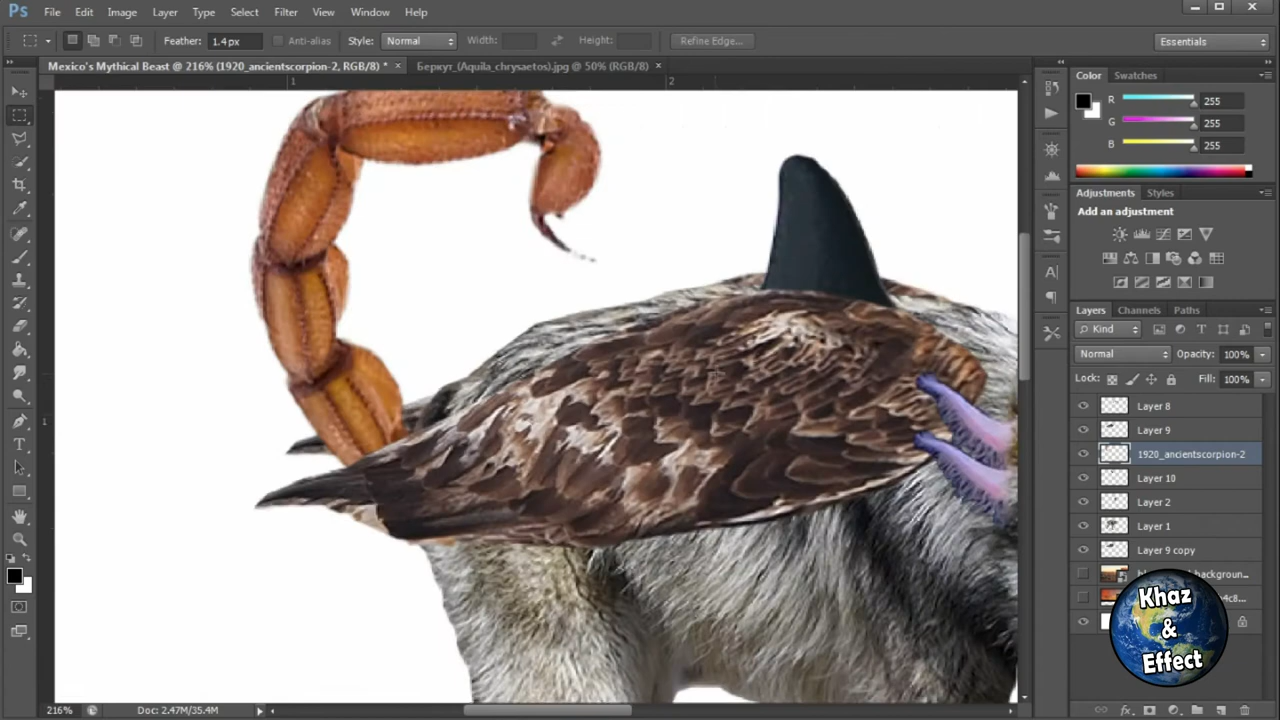 Ps File Edit Image Layer Type Select Filter View Window Help
Feather: 1.4 px Anti-alias Style: Normal Width: Height: Refine Edge... Essentials
Mexico's Mythical Beast @ 216% (1920_ancientscorpion-2, RGB/8) * × Беркут_(Aquila_chrysaetos).jpg @ 50% (RGB/8) ×
1 2
1
Color Swatches
R 255
G 255
B 255
Adjustments Styles
Add an adjustment
Layers Channels Paths
Kind
Normal Opacity: 100%
Lock: Fill: 100%
Layer 8
Layer 9
1920_ancientscorpion-2
Layer 10
Layer 2
Layer 1
Layer 9 copy
Khaz
&
Effect
216% Doc: 2.47M/35.4M